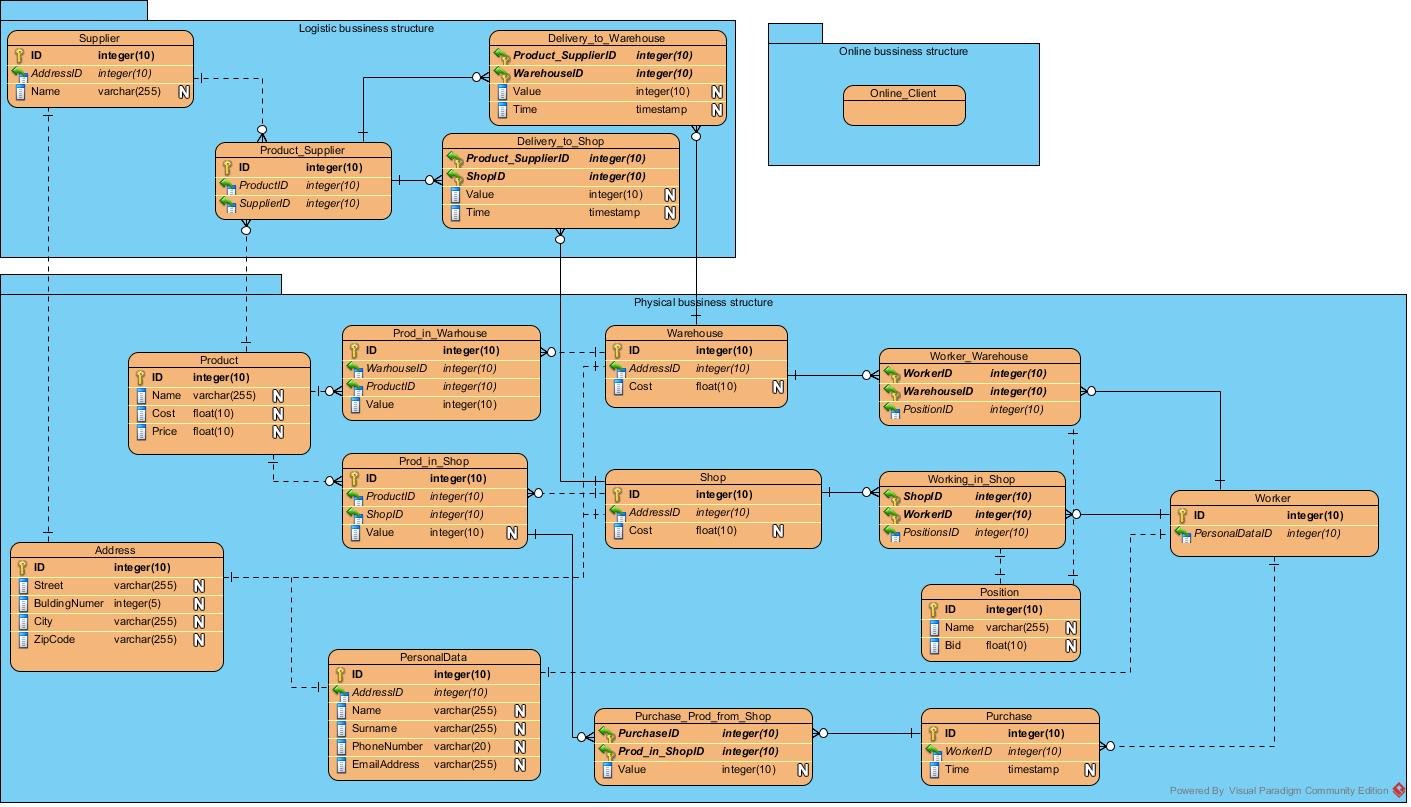 Logistic bussiness structure
Supplier
ID integer(10)
AddressID integer(10)
Name varchar(255) N
Delivery_to_Warehouse
Product_SupplierID integer(10)
WarehouseID integer(10)
Value integer(10) N
Time timestamp N
Product_Supplier
ID integer(10)
ProductID integer(10)
SupplierID integer(10)
Delivery_to_Shop
Product_SupplierID integer(10)
ShopID integer(10)
Value integer(10) N
Time timestamp N
Online bussiness structure
Online_Client
Physical bussiness structure
Product
ID integer(10)
Name varchar(255) N
Cost float(10) N
Price float(10) N
Prod_in_Warhouse
ID integer(10)
WarhouseID integer(10)
ProductID integer(10)
Value integer(10)
Warehouse
ID integer(10)
AddressID integer(10)
Cost float(10) N
Worker_Warehouse
WorkerID integer(10)
WarehouseID integer(10)
PositionID integer(10)
Prod_in_Shop
ID integer(10)
ProductID integer(10)
ShopID integer(10)
Value integer(10) N
Shop
ID integer(10)
AddressID integer(10)
Cost float(10) N
Working_in_Shop
ShopID integer(10)
WorkerID integer(10)
PositionsID integer(10)
Worker
ID integer(10)
PersonalDataID integer(10)
Address
ID integer(10)
Street varchar(255) N
BuldingNumer integer(5) N
City varchar(255) N
ZipCode varchar(255) N
Position
ID integer(10)
Name varchar(255) N
Bid float(10) N
PersonalData
ID integer(10)
AddressID integer(10)
Name varchar(255) N
Surname varchar(255) N
PhoneNumber varchar(20) N
EmailAddress varchar(255) N
Purchase_Prod_from_Shop
PurchaseID integer(10)
Prod_in_ShopID integer(10)
Value integer(10) N
Purchase
ID integer(10)
WorkerID integer(10)
Time timestamp N
Powered By Visual Paradigm Community Edition